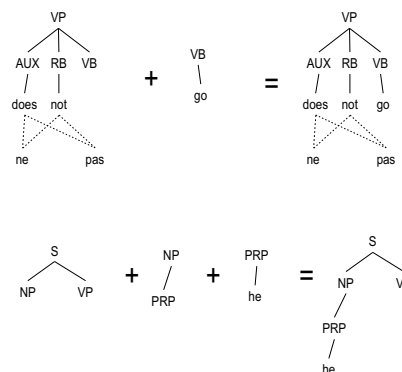 VP VP
AUX RB VB + VB = AUX RB VB
does not go does not go
ne pas ne pas
S NP PRP S
NP VP + PRP + he = NP V
PRP
he